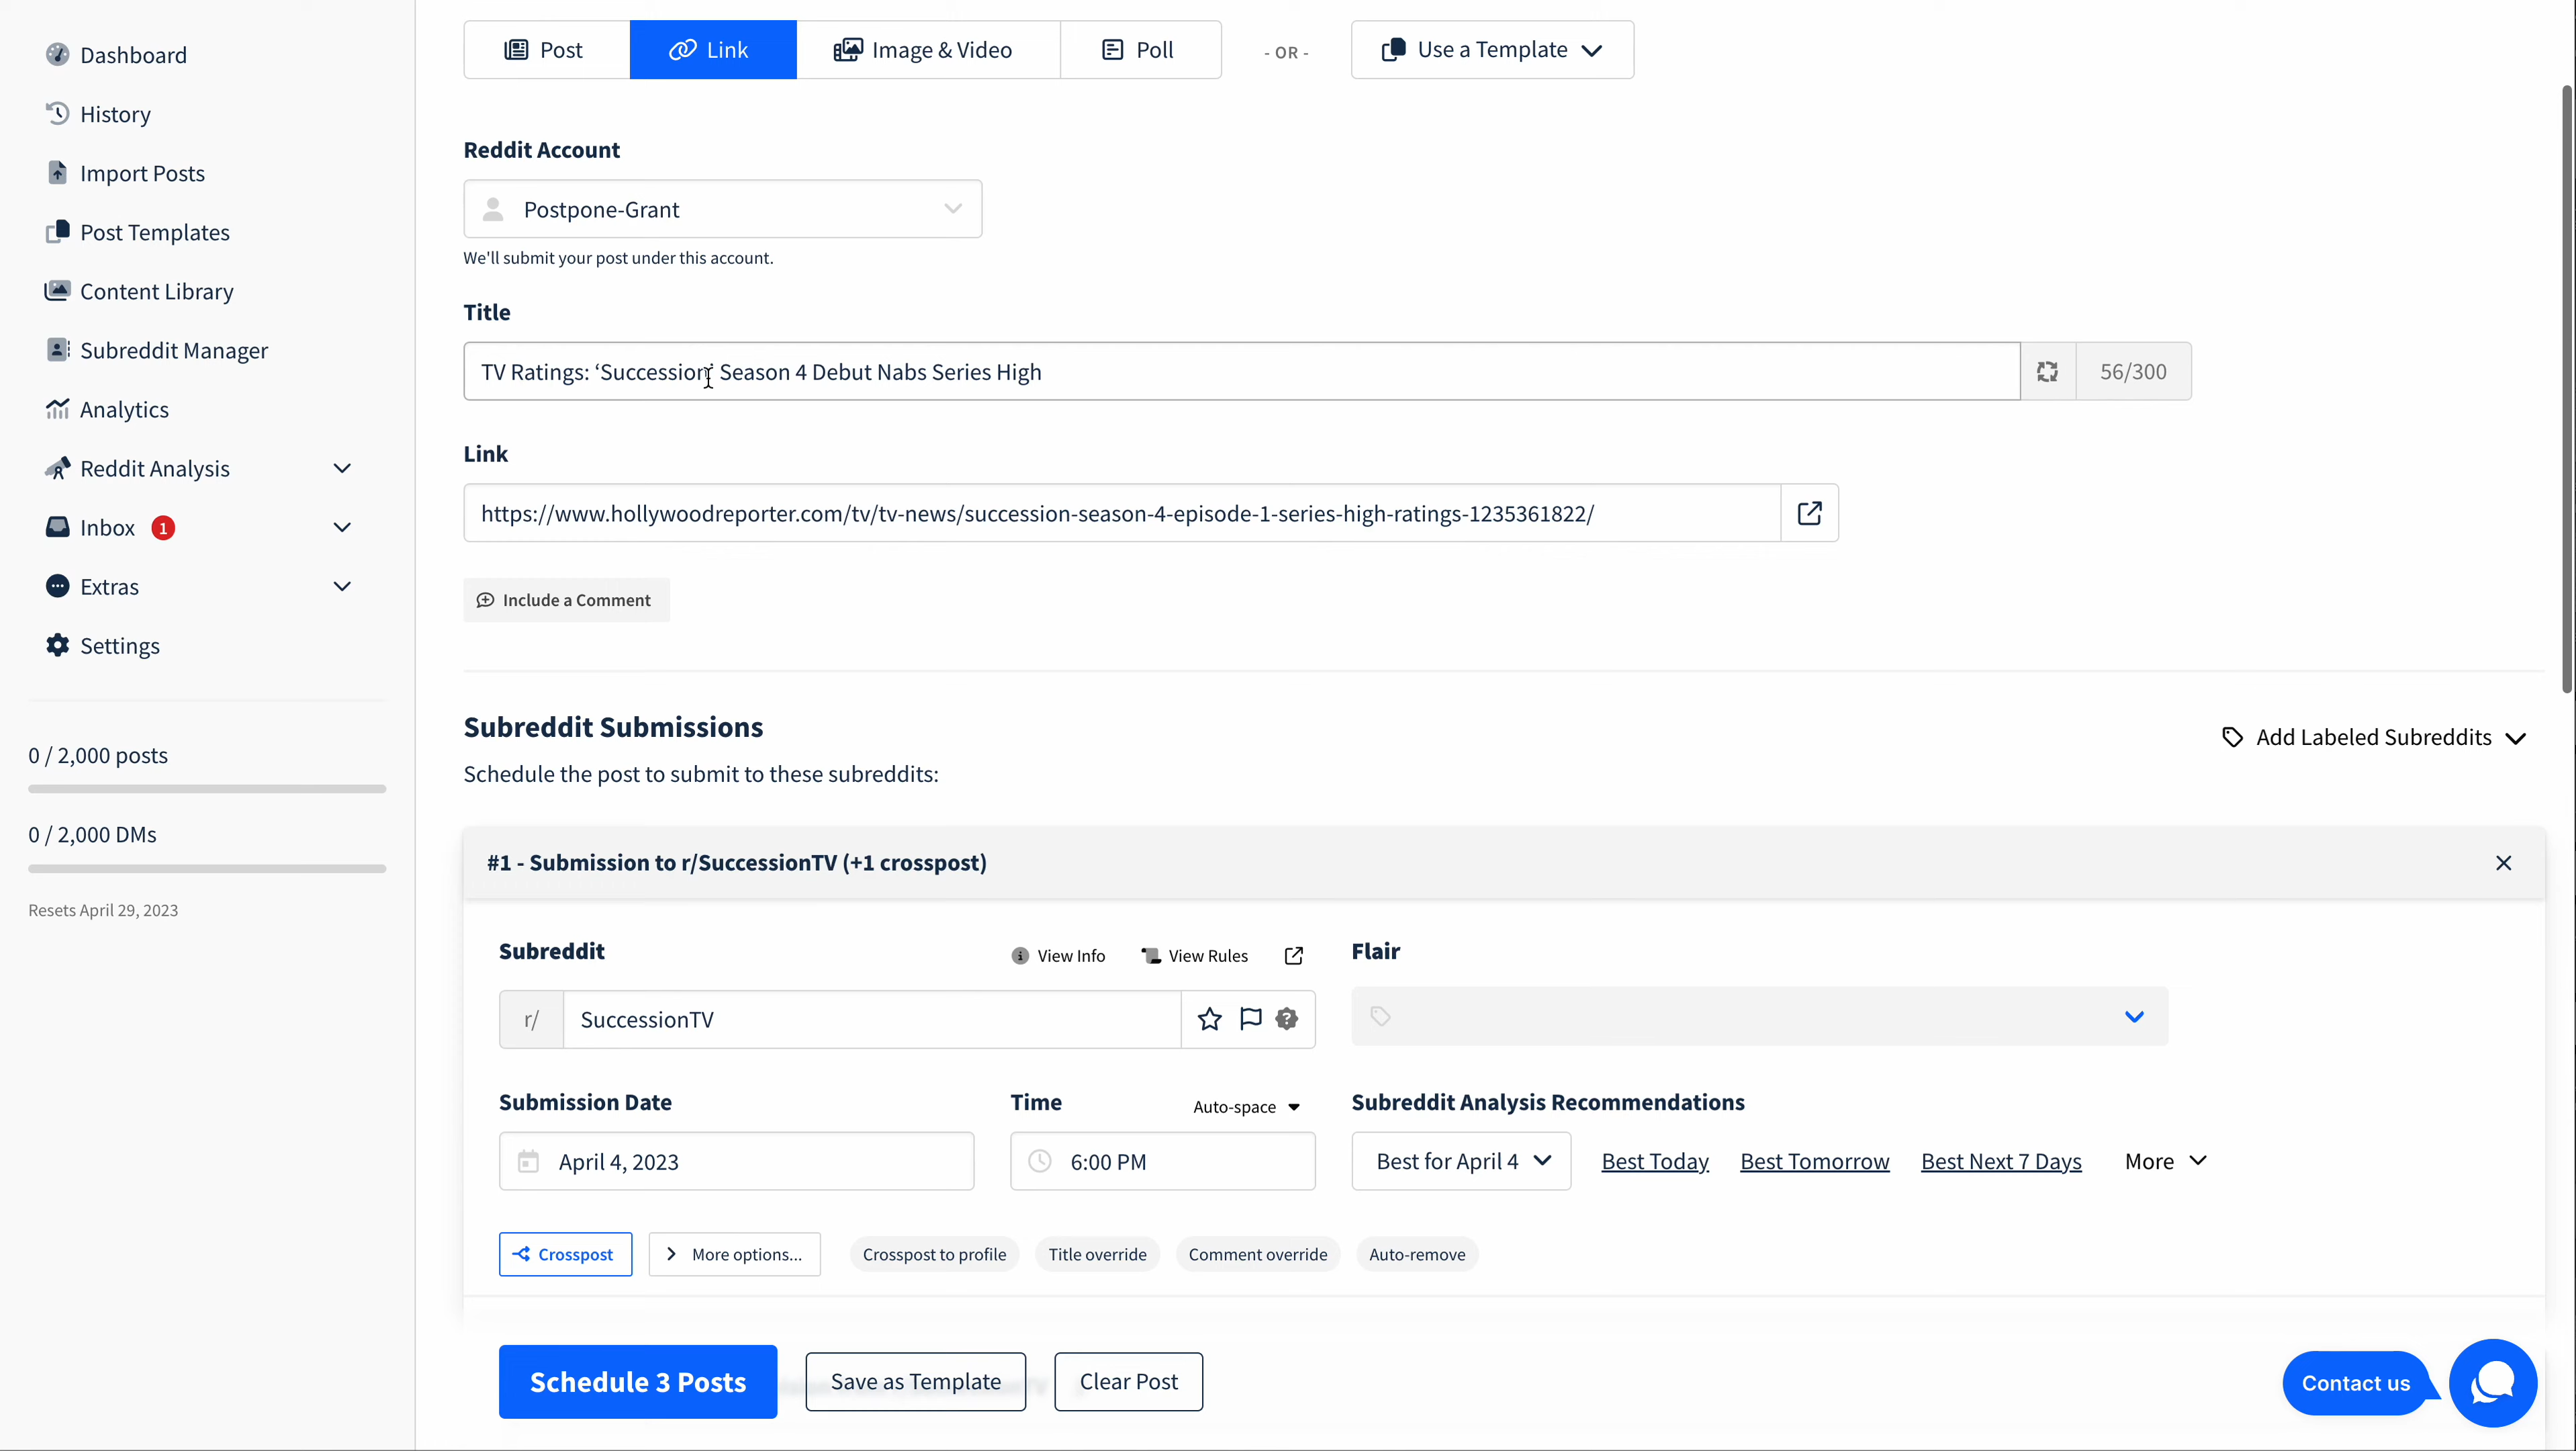 Dashboard
History
Import Posts
Post Templates
Content Library
Subreddit Manager
Analytics
Reddit Analysis
Inbox 1
Extras
Settings
0 / 2,000 posts
0 / 2,000 DMs
Resets April 29, 2023
Post Link Image & Video Poll - OR - Use a Template
Reddit Account
Postpone-Grant
We'll submit your post under this account.
Title
TV Ratings: ‘Succession’ Season 4 Debut Nabs Series High 56/300
Link
https://www.hollywoodreporter.com/tv/tv-news/succession-season-4-episode-1-series-high-ratings-1235361822/
Include a Comment
Subreddit Submissions
Add Labeled Subreddits
Schedule the post to submit to these subreddits:
#1 - Submission to r/SuccessionTV (+1 crosspost)
Subreddit View Info View Rules Flair
r/ SuccessionTV
Submission Date Time Auto-space Subreddit Analysis Recommendations
April 4, 2023 6:00 PM Best for April 4 Best Today Best Tomorrow Best Next 7 Days More
Crosspost More options... Crosspost to profile Title override Comment override Auto-remove
Schedule 3 Posts Save as Template Clear Post
Contact us